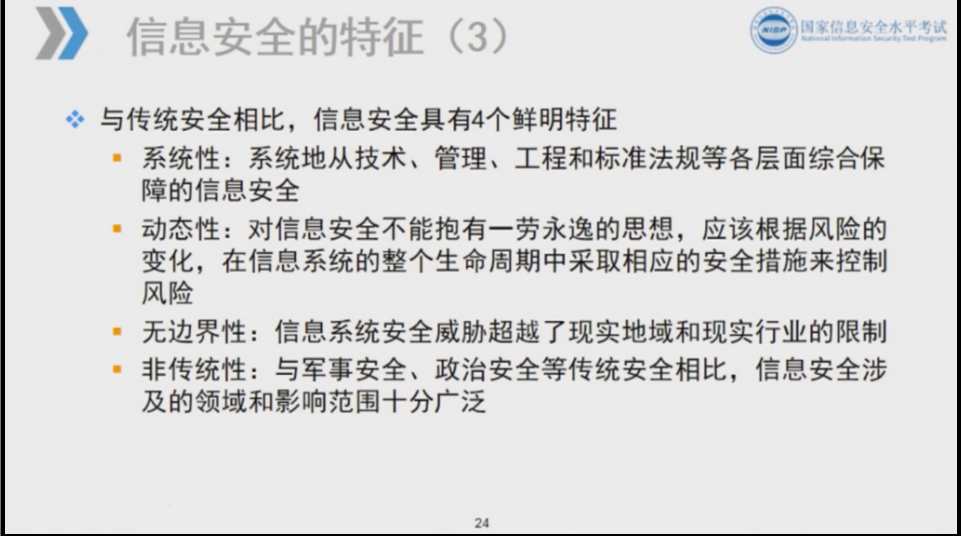 信息安全的特征（3）
NISP
国家信息安全水平考试
National Information Security Test Program
与传统安全相比，信息安全具有4个鲜明特征
系统性：系统地从技术、管理、工程和标准法规等各层面综合保
障的信息安全
动态性：对信息安全不能抱有一劳永逸的思想，应该根据风险的
变化，在信息系统的整个生命周期中采取相应的安全措施来控制
风险
无边界性：信息系统安全威胁超越了现实地域和现实行业的限制
非传统性：与军事安全、政治安全等传统安全相比，信息安全涉
及的领域和影响范围十分广泛
24